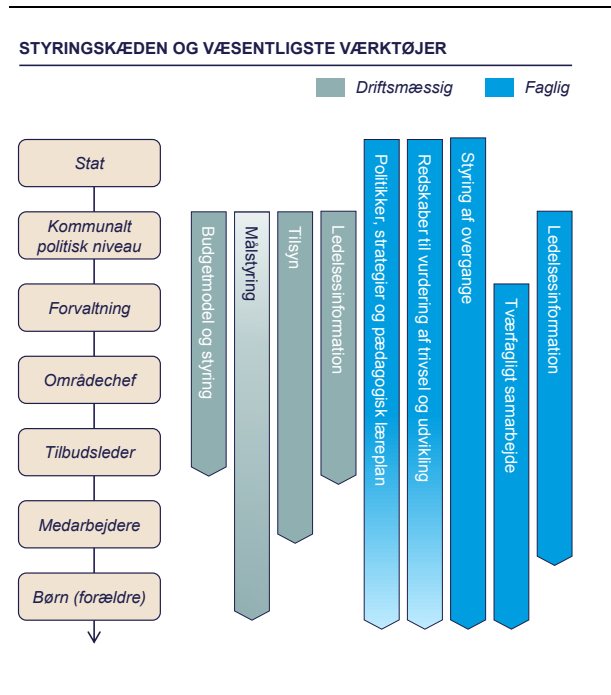 STYRINGSKÆDEN OG VÆSENTLIGSTE VÆRKTØJER
Driftsmæssig
Faglig
Stat
Kommunalt
politisk niveau
Forvaltning
Områdechef
Tilbudsleder
Medarbejdere
Børn (forældre)
Budgetmodel og styring
Målstyring
Tilsyn
Ledelsesinformation
Politikker, strategier og pædagogisk læreplan
Redskaber til vurdering af trivsel og udvikling
Styring af overgange
Tværfagligt samarbejde
Ledelsesinformation